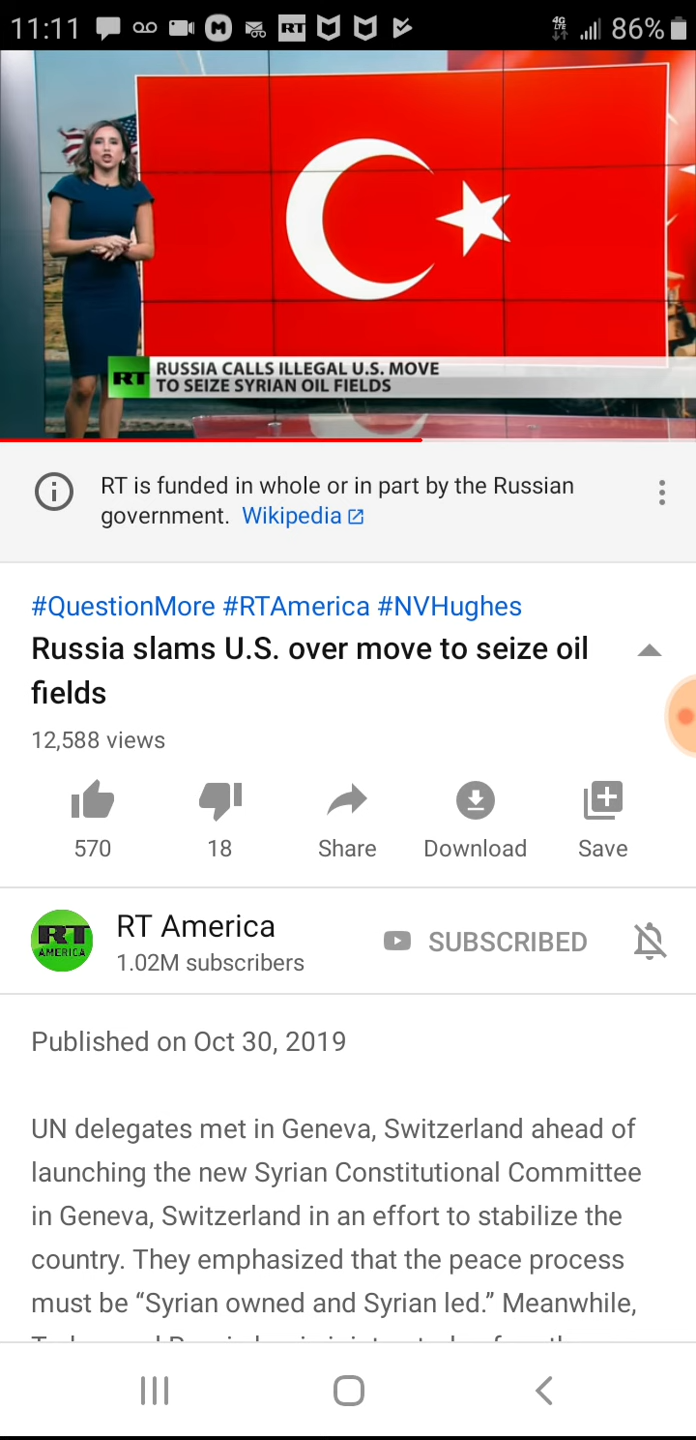 11:11
RT
4G
LTE
86%
RT
RUSSIA CALLS ILLEGAL U.S. MOVE
TO SEIZE SYRIAN OIL FIELDS
RT is funded in whole or in part by the Russian
government. Wikipedia
#QuestionMore #RTAmerica #NVHughes
Russia slams U.S. over move to seize oil
fields
12,588 views
570
18
Share
Download
Save
RT
AMERICA
RT America
1.02M subscribers
SUBSCRIBED
Published on Oct 30, 2019
UN delegates met in Geneva, Switzerland ahead of
launching the new Syrian Constitutional Committee
in Geneva, Switzerland in an effort to stabilize the
country. They emphasized that the peace process
must be “Syrian owned and Syrian led.” Meanwhile,